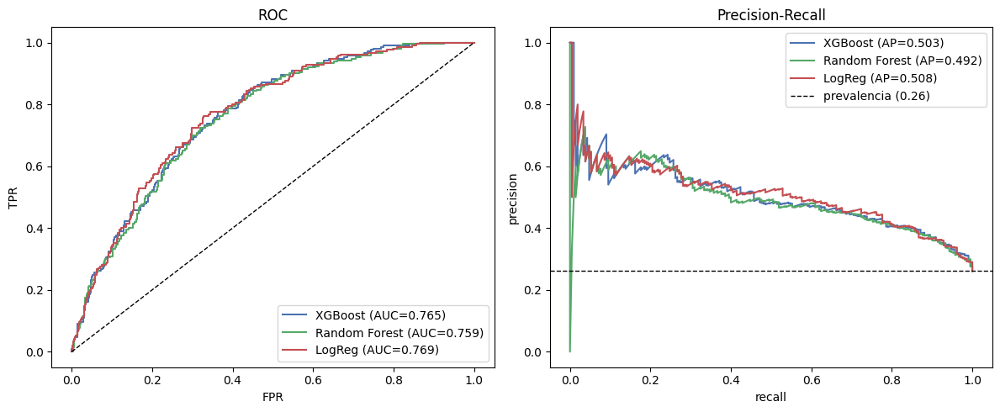 ROC
1.0
0.8
0.6
0.4
0.2
0.0
TPR
XGBoost (AUC=0.765)
Random Forest (AUC=0.759)
LogReg (AUC=0.769)
0.0 0.2 0.4 0.6 0.8 1.0
FPR
Precision-Recall
1.0
0.8
0.6
0.4
0.2
0.0
precision
XGBoost (AP=0.503)
Random Forest (AP=0.492)
LogReg (AP=0.508)
prevalencia (0.26)
0.0 0.2 0.4 0.6 0.8 1.0
recall